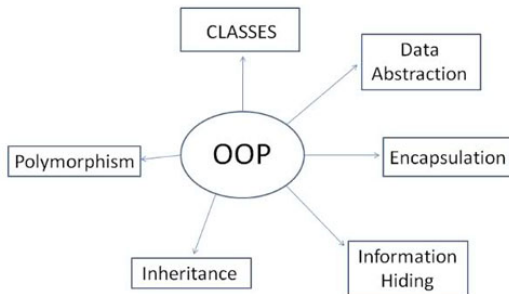 CLASSES
Data
Abstraction
OOP
Polymorphism
Encapsulation
Inheritance
Information
Hiding